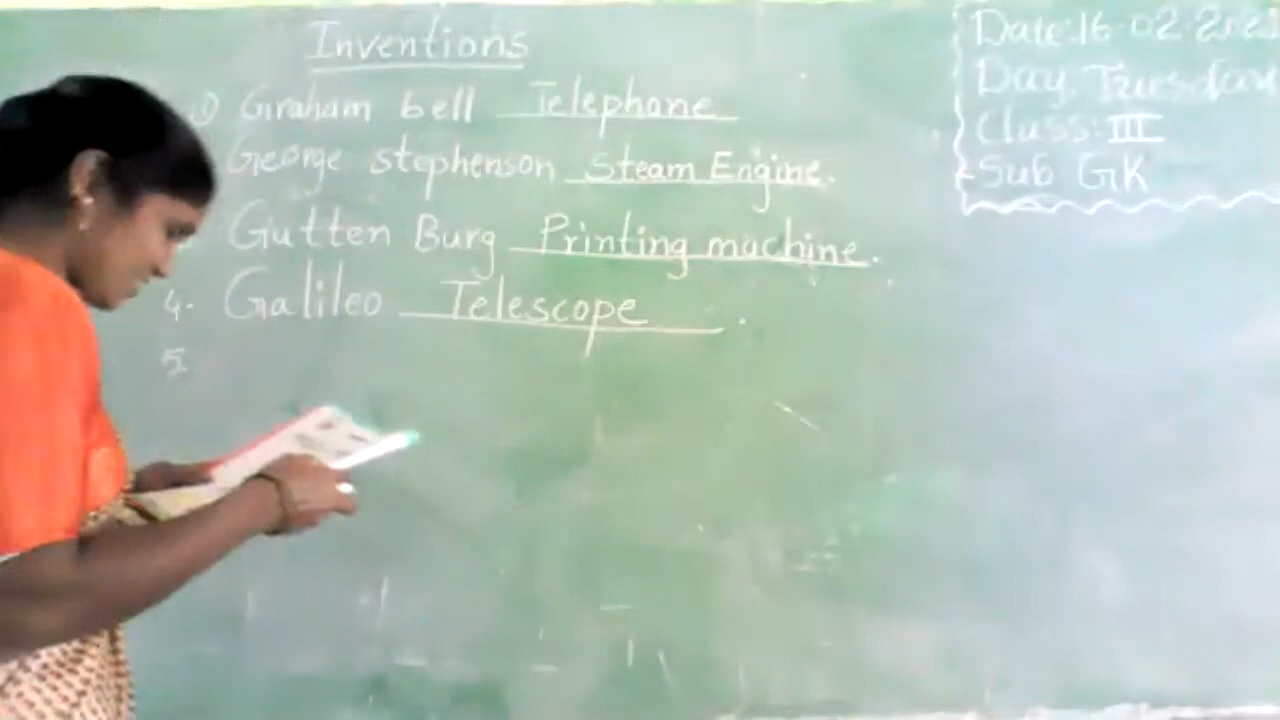 Inventions
1) Graham bell Telephone
George stephenson Steam Engine.
Gutten Burg Printing machine.
4. Galileo Telescope .
5.
Date:16-02-2021
Day: Tuesday
Class: III
Sub GK